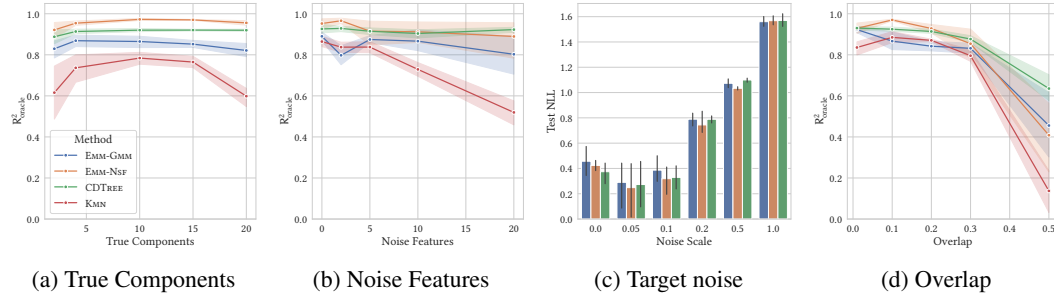 1.0
0.8
0.6
0.4
0.2
0.0
R²oracle
Method
EMM-GMM
EMM-NSF
CDTREE
KMN
5 10 15 20
True Components
(a) True Components
1.0
0.8
0.6
0.4
0.2
0.0
R²oracle
0 5 10 15 20
Noise Features
(b) Noise Features
1.6
1.4
1.2
1.0
0.8
0.6
0.4
0.2
0.0
Test NLL
0.0 0.05 0.1 0.2 0.5 1.0
Noise Scale
(c) Target noise
1.0
0.8
0.6
0.4
0.2
0.0
R²oracle
0.0 0.1 0.2 0.3 0.4 0.5
Overlap
(d) Overlap